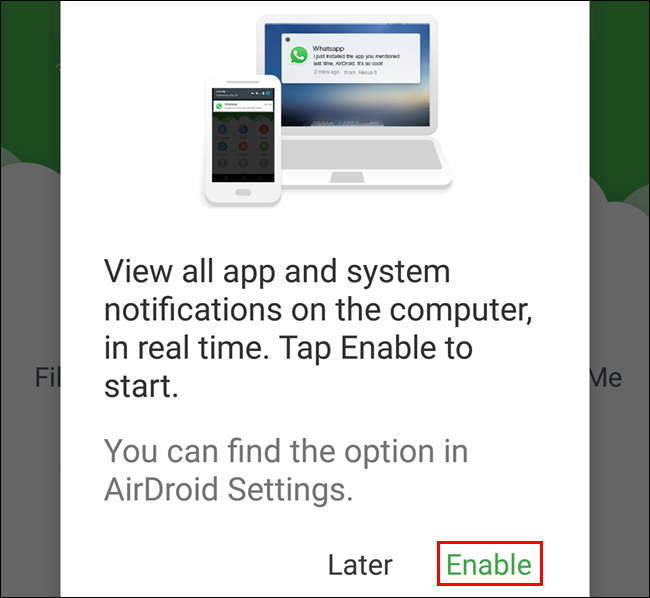 Whatsapp
I just installed the app you mentioned
last time, AirDroid. It's so cool!
2 mins ago from Nexus 5
Whatsapp
View all app and system
notifications on the computer,
in real time. Tap Enable to
start.
Fil
Me
You can find the option in
AirDroid Settings.
Later Enable